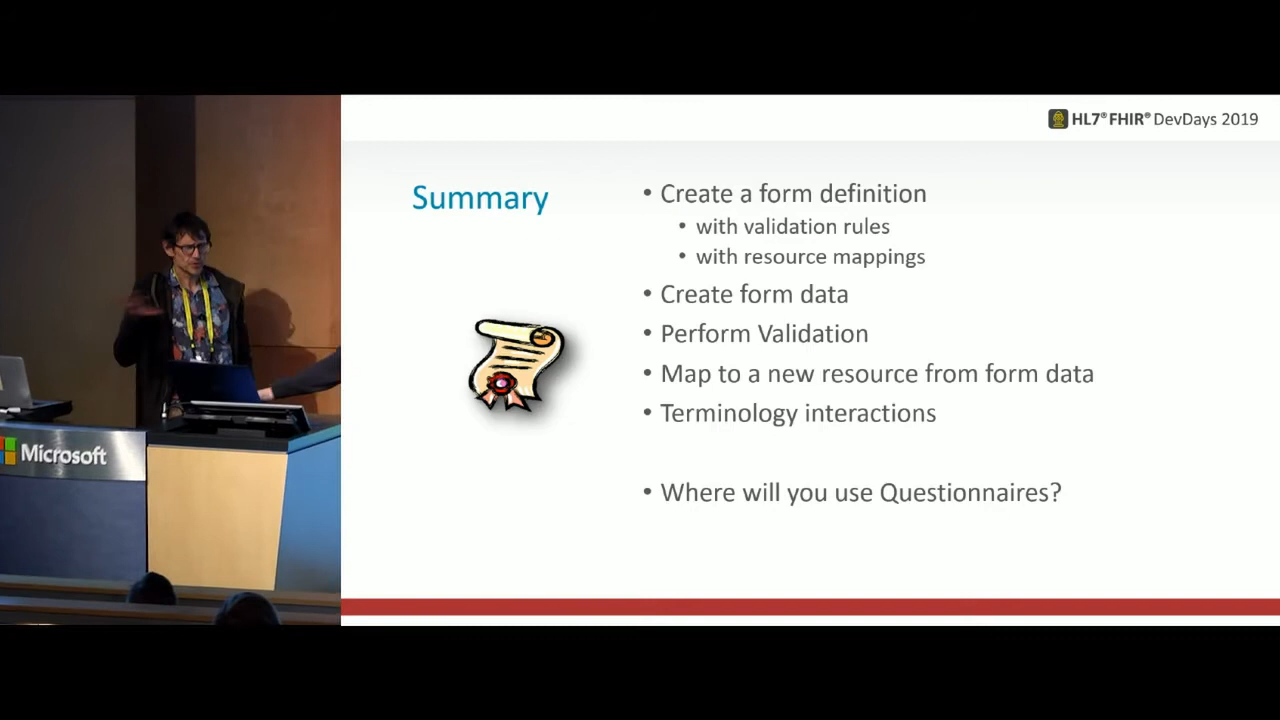 HL7® FHIR® DevDays 2019
Summary
• Create a form definition
• with validation rules
• with resource mappings
• Create form data
• Perform Validation
• Map to a new resource from form data
• Terminology interactions
• Where will you use Questionnaires?
Microsoft